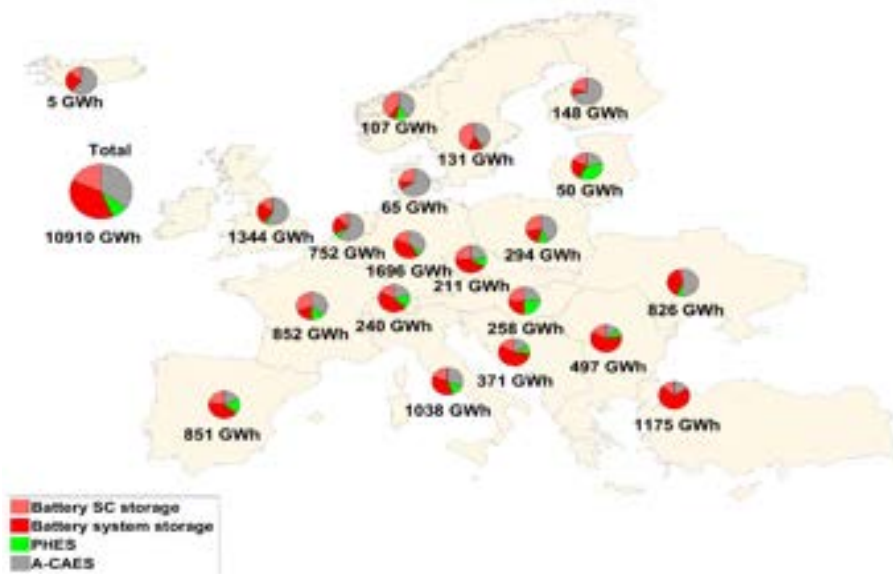 5 GWh
107 GWh
148 GWh
131 GWh
Total
50 GWh
65 GWh
10910 GWh
1344 GWh
752 GWh
294 GWh
1696 GWh
211 GWh
826 GWh
852 GWh
240 GWh
258 GWh
497 GWh
371 GWh
1038 GWh
1175 GWh
851 GWh
Battery SC storage
Battery system storage
PHES
A-CAES